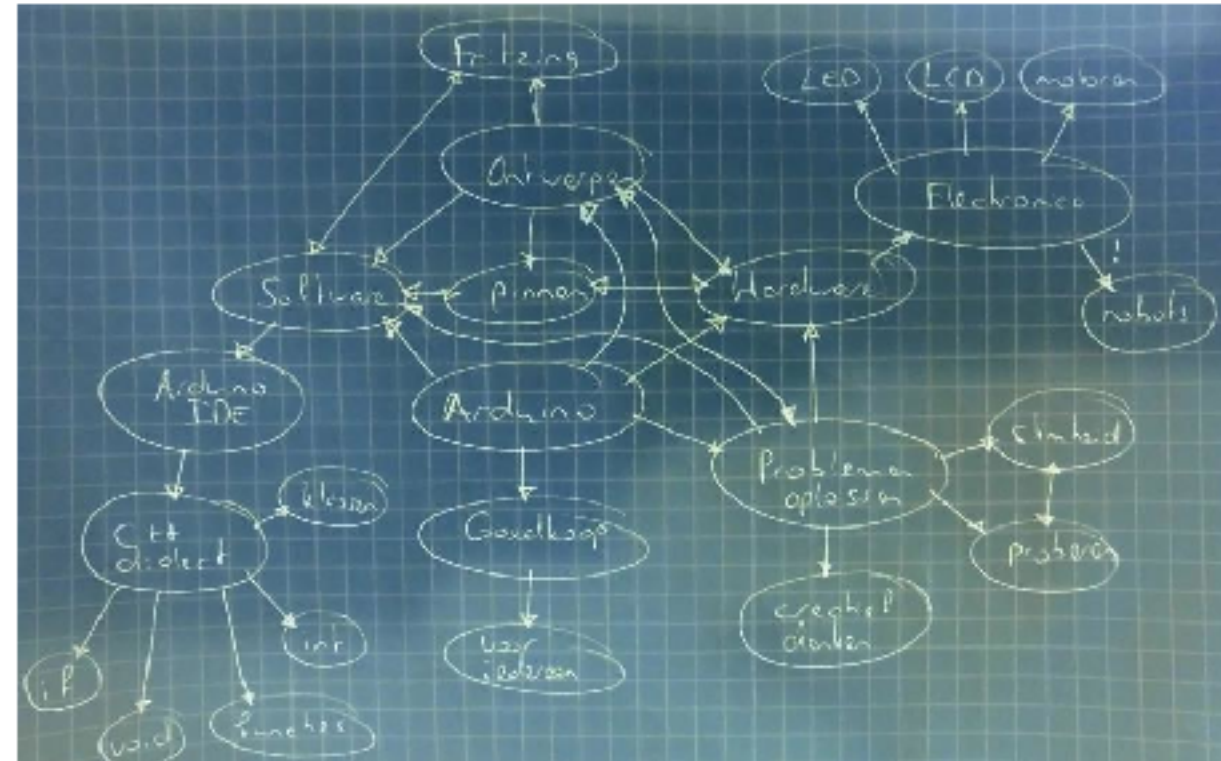 Fritzing
LED
LCD
motoren
Ontwerpen
Electronica
!
Software
pinnen
Hardware
robots
Arduino
IDE
Arduino
Problemen
oplossen
klassen
C++
dialect
Goedkoop
proberen
int
voor
iedereen
creatief
denken
if
void
functies